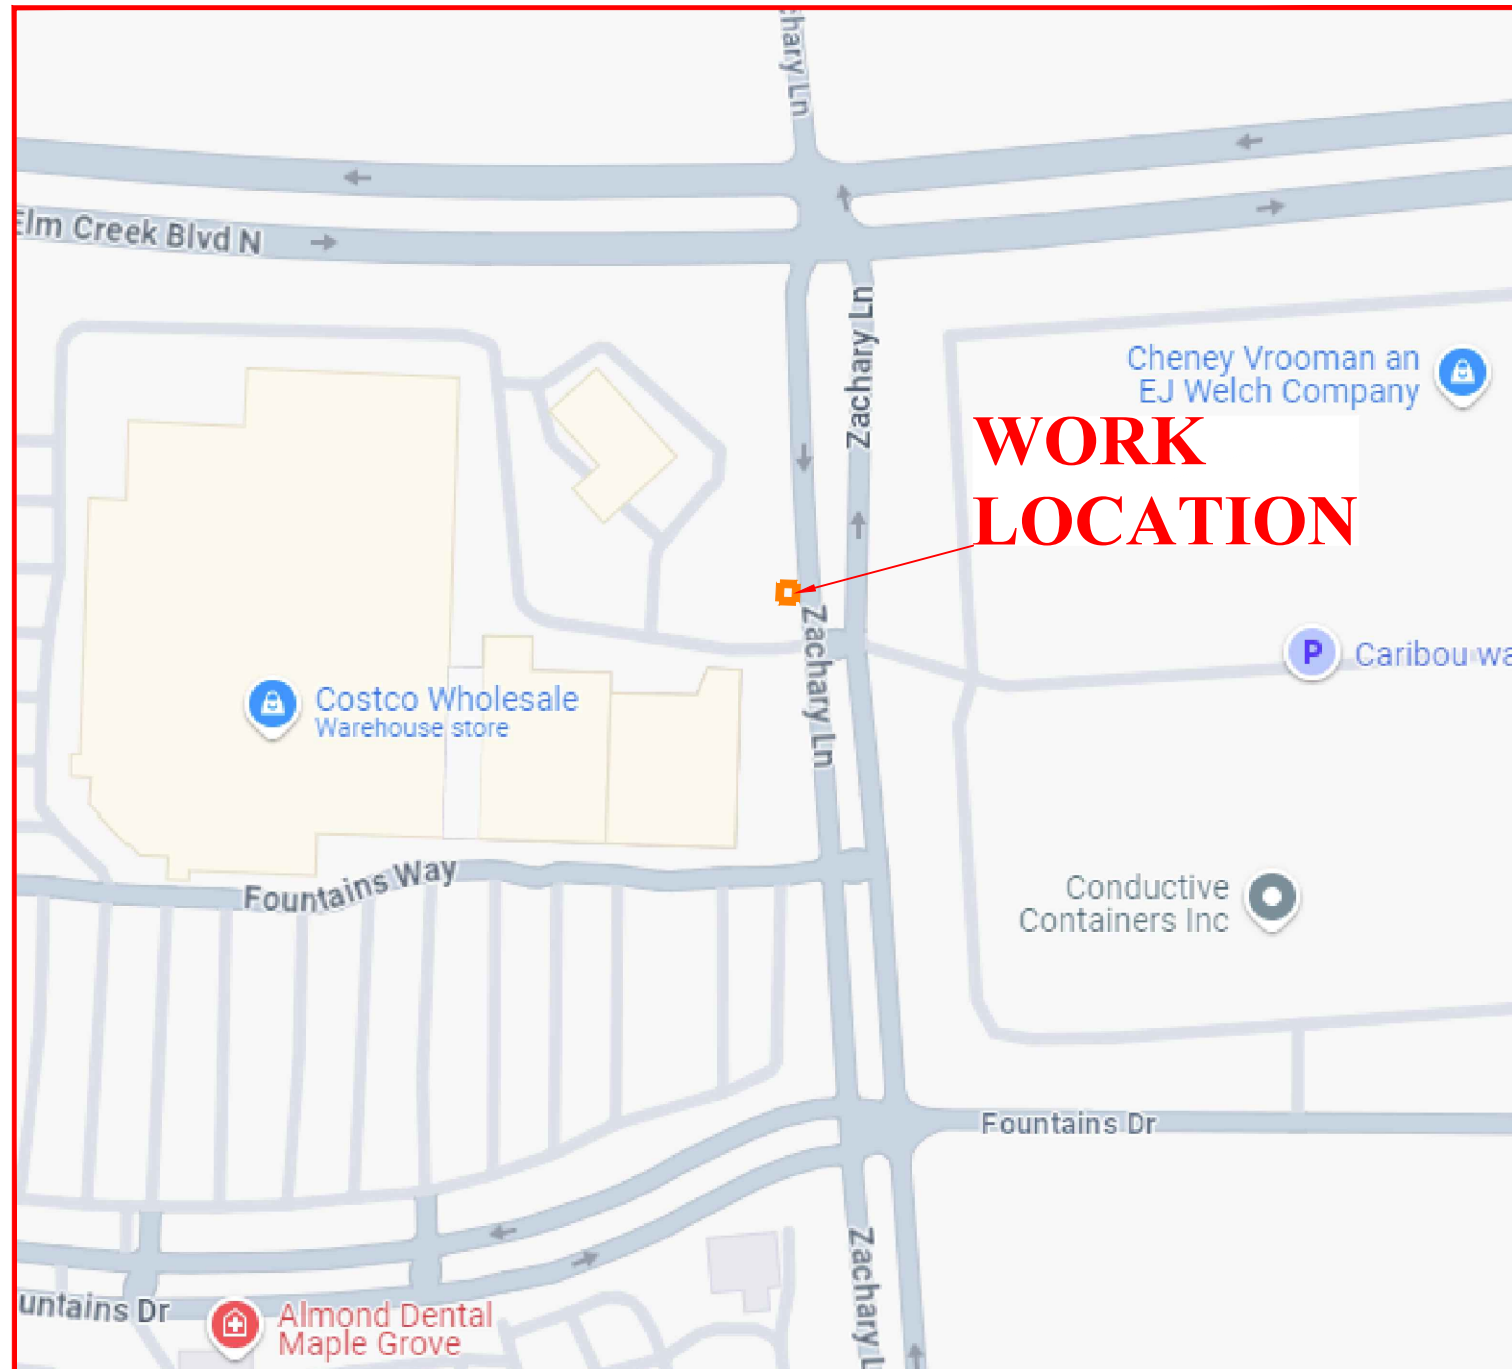 chary Ln
Elm Creek Blvd N
Zachary Ln
Cheney Vrooman an
EJ Welch Company
WORK
LOCATION
Zachary Ln
P
Caribou wa
Costco Wholesale
Warehouse store
Fountains Way
Conductive
Containers Inc
Fountains Dr
Zachary L
untains Dr
Almond Dental
Maple Grove